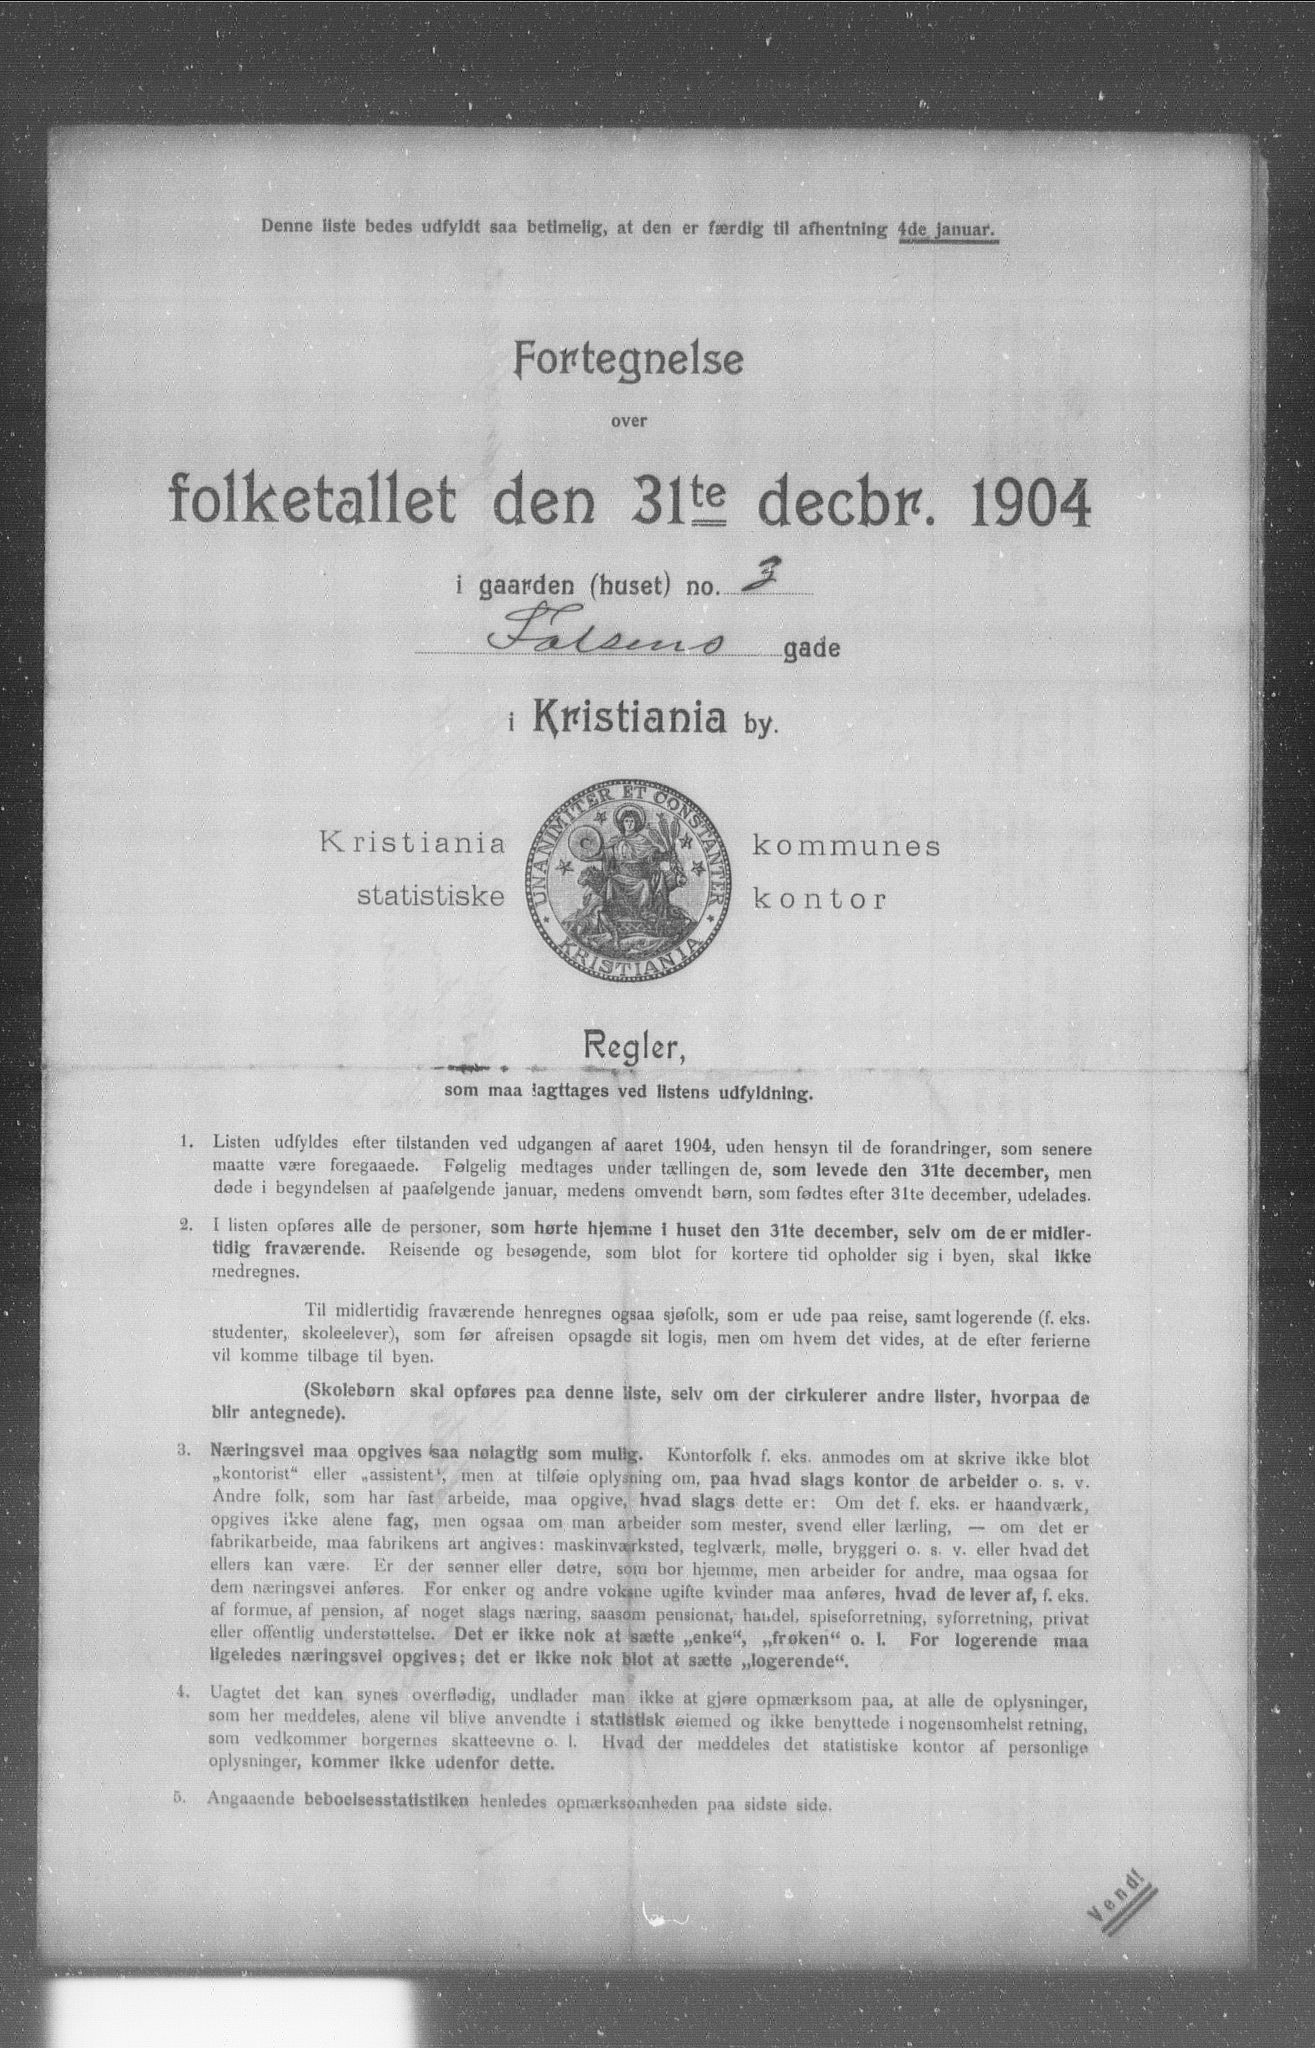 Denne liste bedes udfyldt saa betimelig, at den er færdig til afhentning 4de januar.
Fortegnelse
over
folketallet den 31te decbr. 1904
i gaarden (huset) no. 3
Falsens gade
i Kristiania by.
Kristiania kommunes
statistiske kontor
UNANIMITER ET CONSTANTER
KRISTIANIA
Regler,
som maa iagttages ved listens udfyldning.
1. Listen udfyldes efter tilstanden ved udgangen af aaret 1904, uden hensyn til de forandringer, som senere
maatte være foregaaede. Følgelig medtages under tællingen de, som levede den 31te december, men
døde i begyndelsen af paafølgende januar, medens omvendt børn, som fødtes efter 31te december, udelades.
2. I listen opføres alle de personer, som hørte hjemme i huset den 31te december, selv om de er midler-
tidig fraværende. Reisende og besøgende, som blot for kortere tid opholder sig i byen, skal ikke
medregnes.
Til midlertidig fraværende henregnes ogsaa sjøfolk, som er ude paa reise, samt logerende (f. eks.
studenter, skoleelever), som før afreisen opsagde sit logis, men om hvem det vides, at de efter ferierne
vil komme tilbage til byen.
(Skolebørn skal opføres paa denne liste, selv om der cirkulerer andre lister, hvorpaa de
blir antegnede).
3. Næringsvei maa opgives saa nøiagtig som mulig. Kontorfolk f. eks. anmodes om at skrive ikke blot
„kontorist“ eller „assistent“, men at tilføie oplysning om, paa hvad slags kontor de arbeider o. s. v.
Andre folk, som har fast arbeide, maa opgive, hvad slags dette er: Om det f. eks. er haandværk,
opgives ikke alene fag, men ogsaa om man arbeider som mester, svend eller lærling, — om det er
fabrikarbeide, maa fabrikens art angives: maskinværksted, teglværk, mølle, bryggeri o. s. v. eller hvad det
ellers kan være. Er der sønner eller døtre, som bor hjemme, men arbeider for andre, maa ogsaa for
dem næringsvei anføres. For enker og andre voksne ugifte kvinder maa anføres, hvad de lever af, f. eks.
af formue, af pension, af noget slags næring, saasom pensionat, handel, spiseforretning, syforretning, privat
eller offentlig understøttelse. Det er ikke nok at sætte „enke“, „frøken“ o. l. For logerende maa
ligeledes næringsvei opgives; det er ikke nok blot at sætte „logerende“.
4. Uagtet det kan synes overflødig, undlader man ikke at gjøre opmærksom paa, at alle de oplysninger,
som her meddeles, alene vil blive anvendte i statistisk øiemed og ikke benyttede i nogensomhelst retning,
som vedkommer borgernes skatteevne o. l. Hvad der meddeles det statistiske kontor af personlige
oplysninger, kommer ikke udenfor dette.
5. Angaaende beboelsesstatistiken henledes opmærksomheden paa sidste side.
Vend!